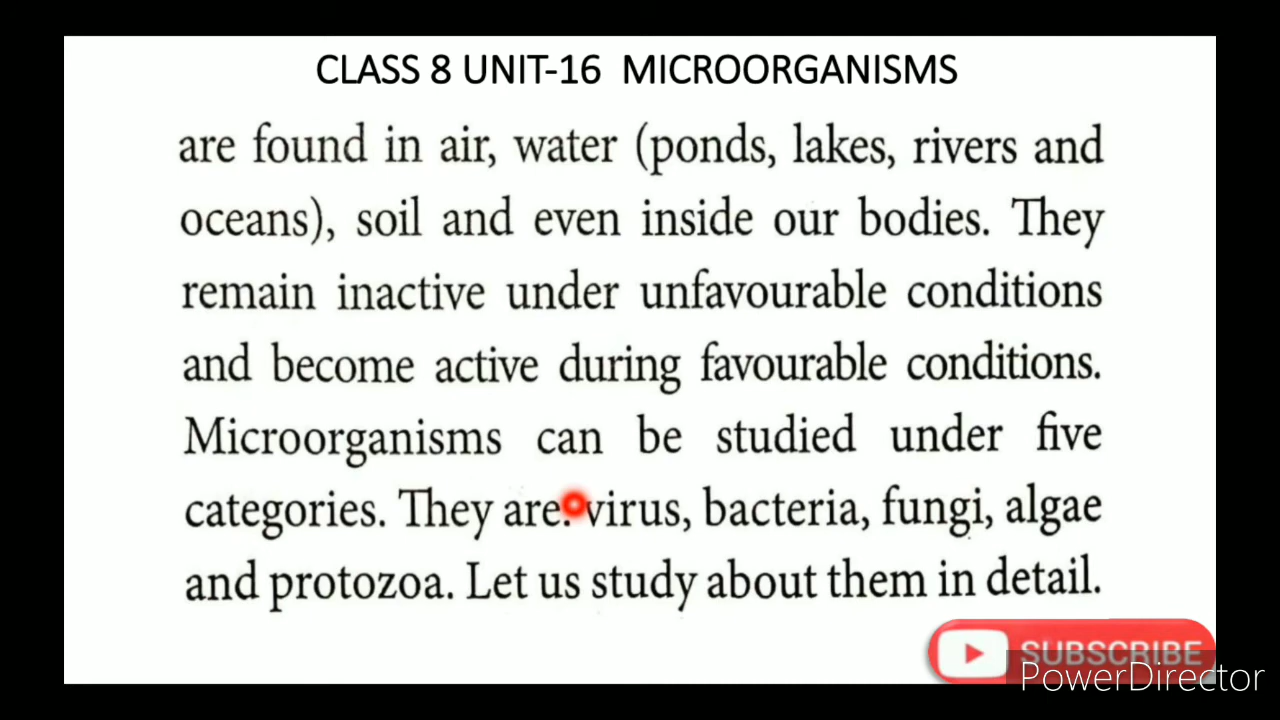 CLASS 8 UNIT-16 MICROORGANISMS
are found in air, water (ponds, lakes, rivers and
oceans), soil and even inside our bodies. They
remain inactive under unfavourable conditions
and become active during favourable conditions.
Microorganisms can be studied under five
categories. They are: virus, bacteria, fungi, algae
and protozoa. Let us study about them in detail.
SUBSCRIBE
PowerDirector